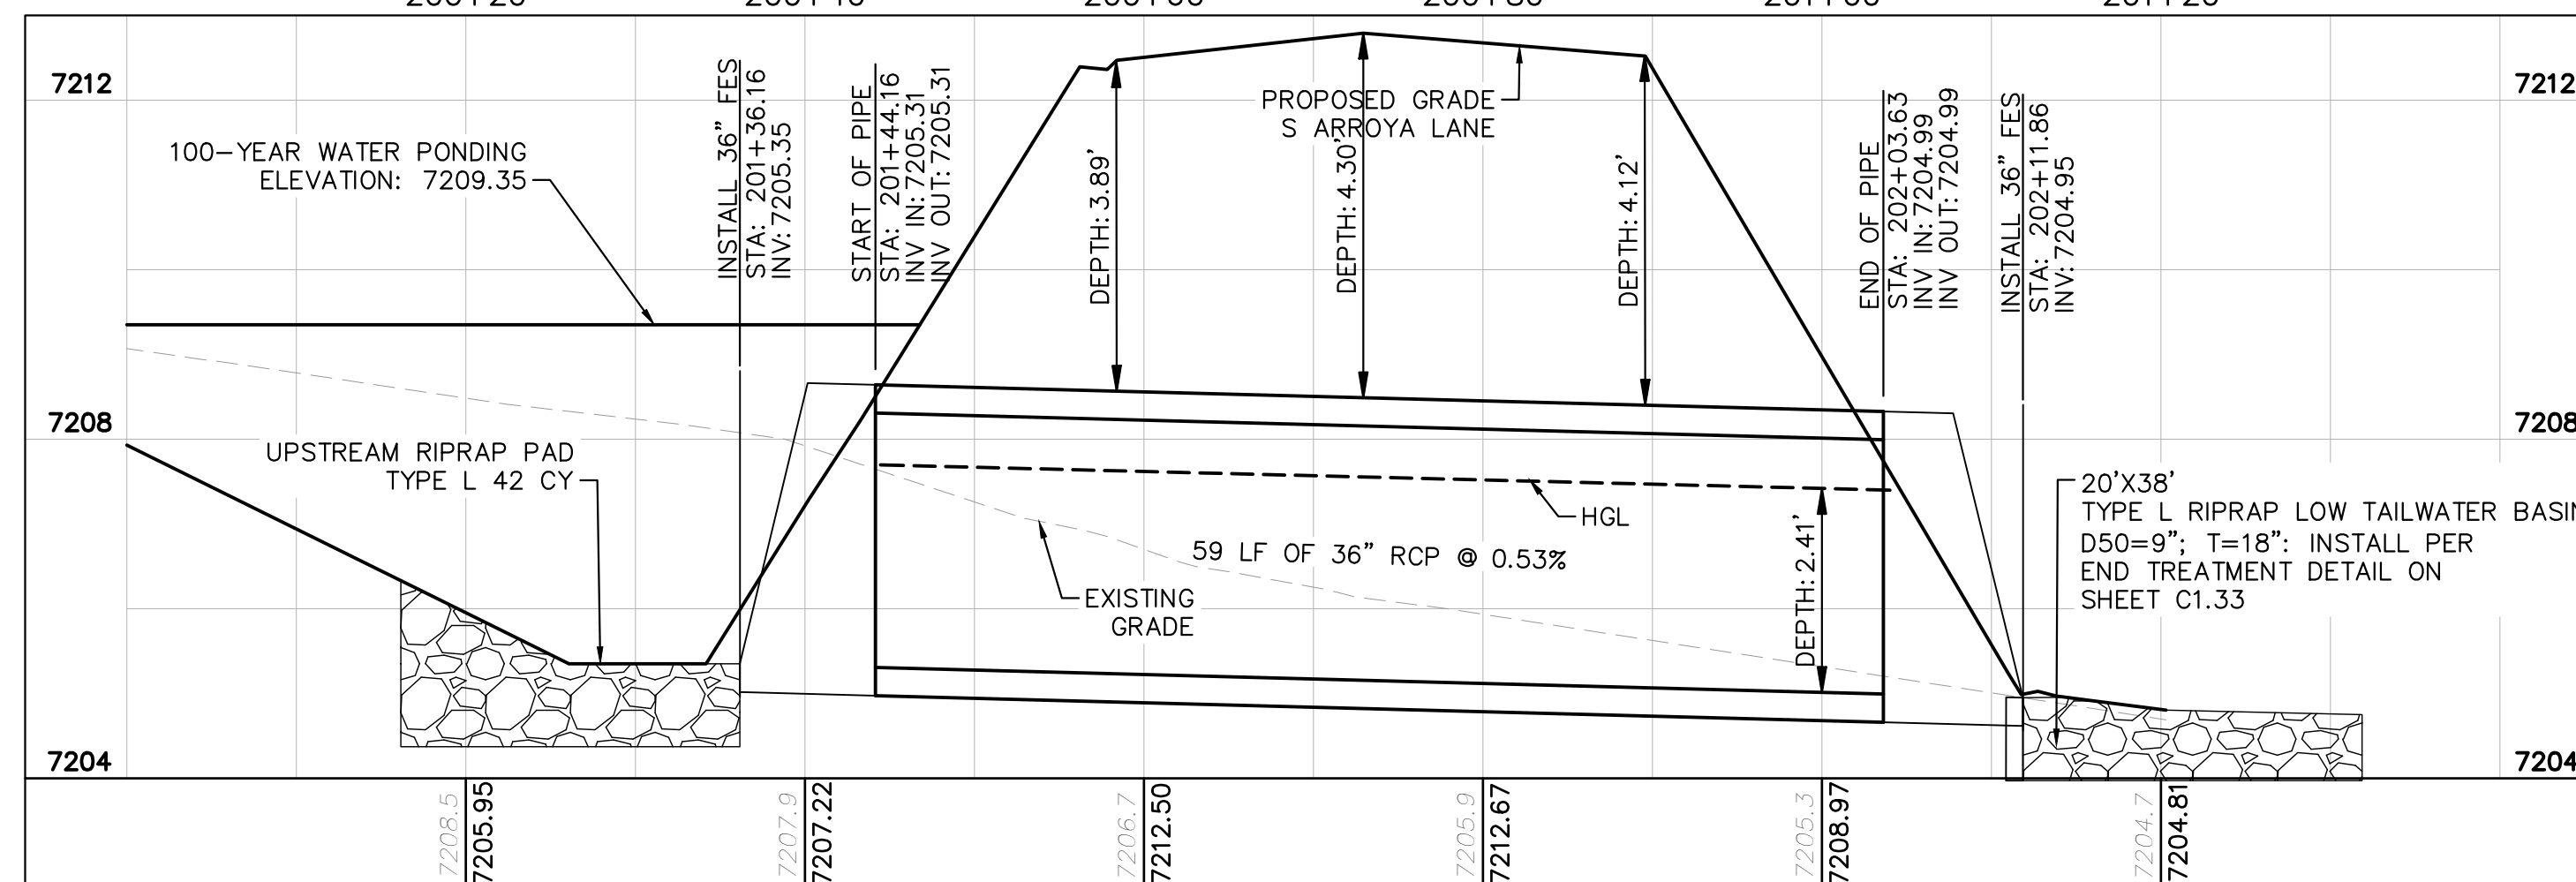 7212
7212
INSTALL 36” FES
STA: 201+36.16
INV: 7205.35
START OF PIPE
STA: 201+44.16
INV IN: 7205.31
INV OUT: 7205.31
PROPOSED GRADE
S ARROYA LANE
END OF PIPE
STA: 202+03.63
INV IN: 7204.99
INV OUT: 7204.99
INSTALL 36” FES
STA: 202+11.86
INV: 7204.95
100-YEAR WATER PONDING
ELEVATION: 7209.35
DEPTH: 3.89’
DEPTH: 4.30’
DEPTH: 4.12’
7208
7208
UPSTREAM RIPRAP PAD
TYPE L 42 CY
HGL
59 LF OF 36” RCP @ 0.53%
EXISTING
GRADE
DEPTH: 2.41’
20’X38’
TYPE L RIPRAP LOW TAILWATER BASIN
D50=9”; T=18”: INSTALL PER
END TREATMENT DETAIL ON
SHEET C1.33
7204
7204
7208.5
7205.95
7207.9
7207.22
7206.7
7212.50
7205.9
7212.67
7205.3
7208.97
7204.7
7204.81